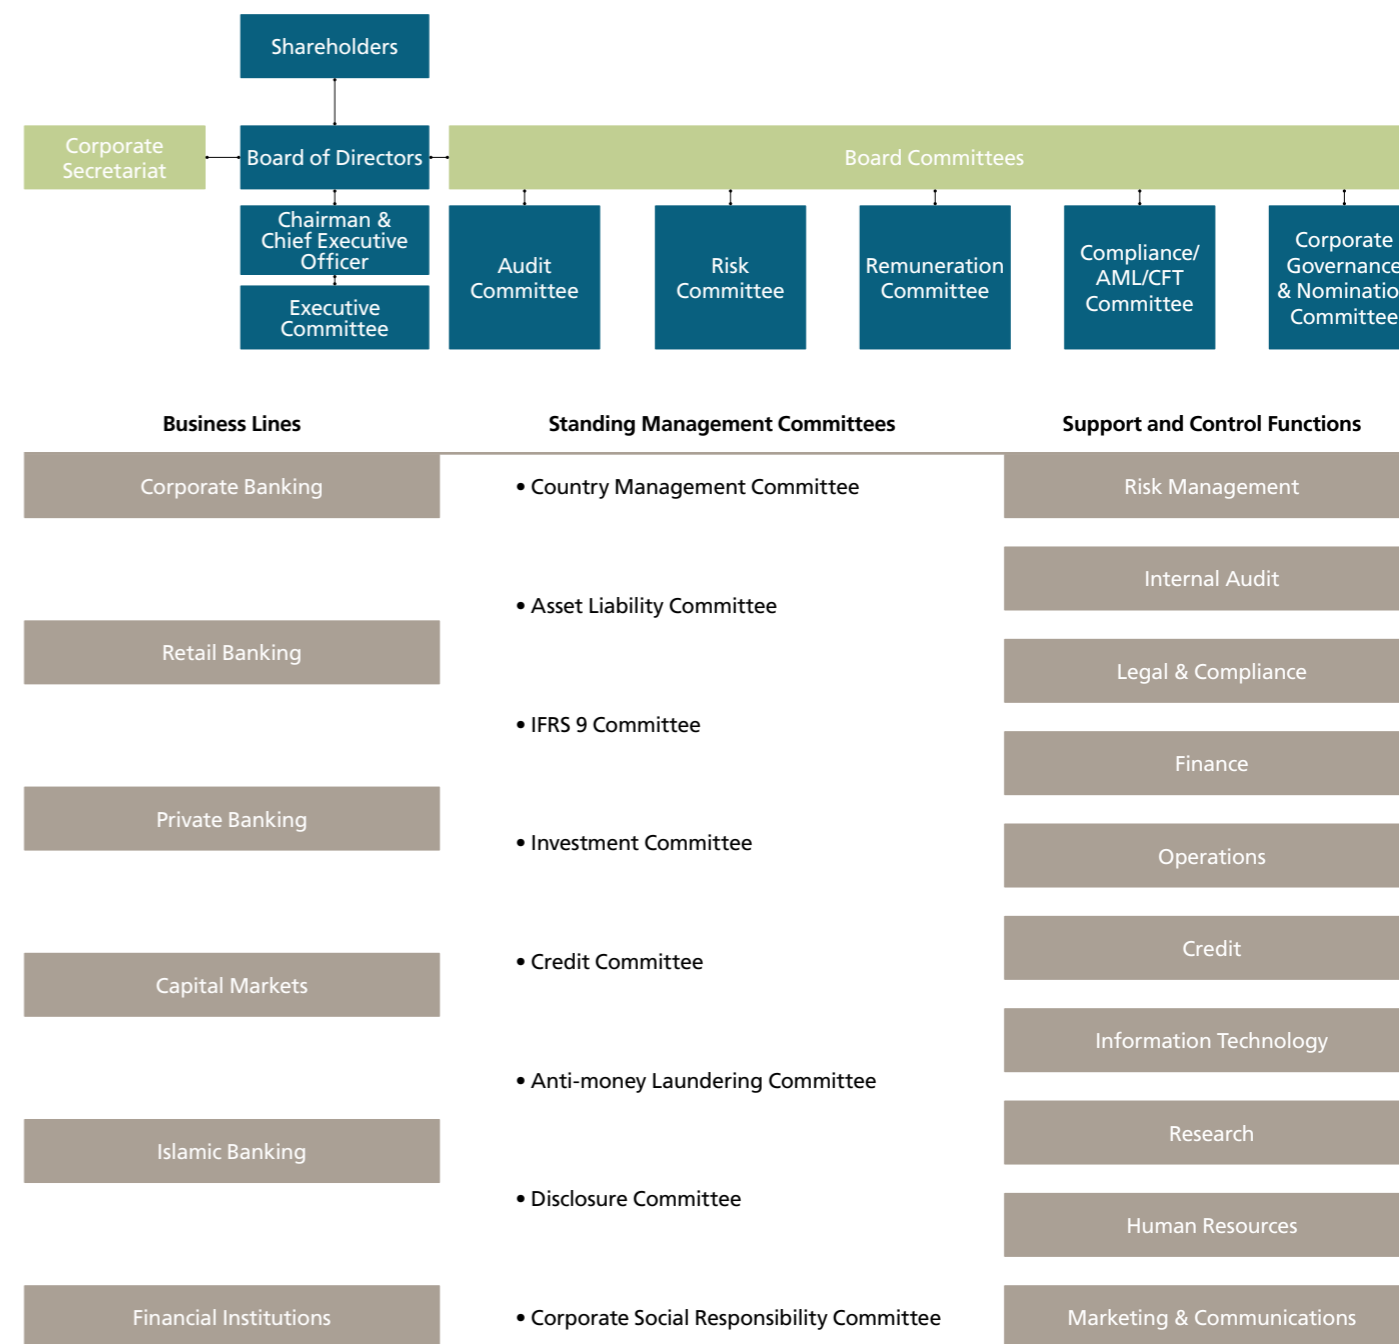 Shareholders
Corporate
Secretariat
Board of Directors
Board Committees
Chairman &
Chief Executive
Officer
Executive
Committee
Audit
Committee
Risk
Committee
Remuneration
Committee
Compliance/
AML/CFT
Committee
Corporate
Governance
& Nominatio
Committee
Business Lines
Corporate Banking
Retail Banking
Private Banking
Capital Markets
Islamic Banking
Financial Institutions
Standing Management Committees
• Country Management Committee
• Asset Liability Committee
• IFRS 9 Committee
• Investment Committee
• Credit Committee
• Anti-money Laundering Committee
• Disclosure Committee
• Corporate Social Responsibility Committee
Support and Control Functions
Risk Management
Internal Audit
Legal & Compliance
Finance
Operations
Credit
Information Technology
Research
Human Resources
Marketing & Communications